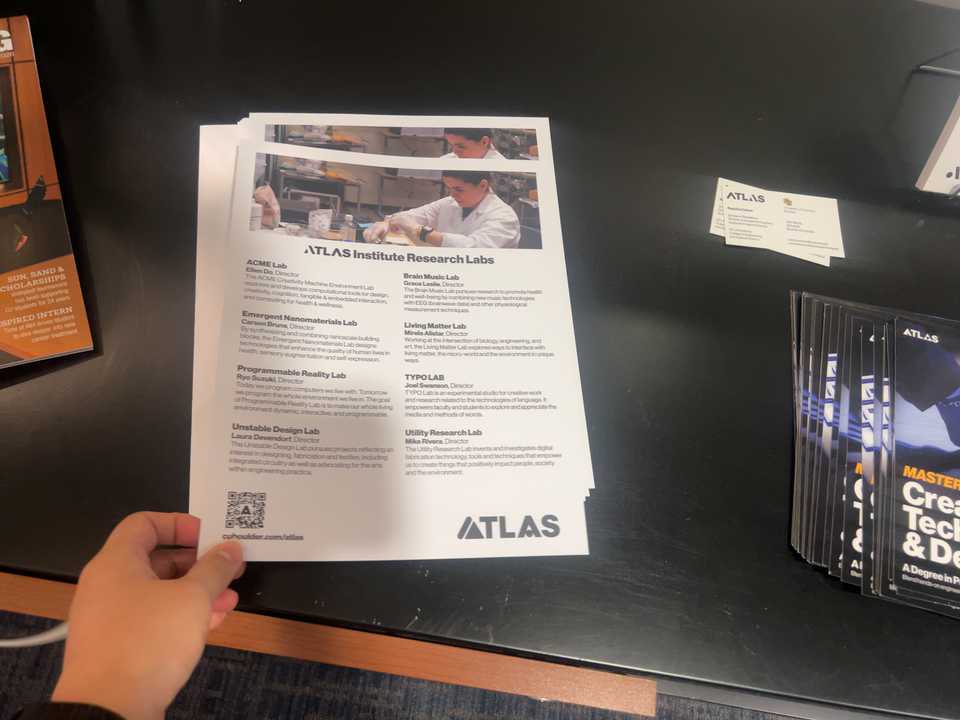 G
SUN, SAND &
SCHOLARSHIPS
SPIRED INTERN
cancer treatment
ATLAS Institute Research Labs
ACME Lab
Ellen Do, Director
The ACME Creativity Machine Environment Lab
resources and develops computational tools for design,
creativity, cognition, tangible & embedded interaction,
and computing for health & wellness.
Emergent Nanomaterials Lab
Carson Bruns, Director
By synthesizing and combining nanoscale building
blocks, the Emergent Nanomaterials Lab designs
technologies that enhance the quality of human lives in
health, sensory augmentation and self expression.
Programmable Reality Lab
Ryo Suzuki, Director
Today we program computers we live with. Tomorrow
we program the whole environment we live in. The goal
of Programmable Reality Lab is to make our whole living
environment dynamic, interactive, and programmable.
Unstable Design Lab
Laura Devendorf, Director
The Unstable Design Lab pursues projects reflecting an
interest in designing, fabrication and textiles, including
integrated circuitry as well as advocating for the arts
within engineering practice.
Brain Music Lab
Grace Leslie, Director
The Brain Music Lab pursues research to promote health
and well-being by combining new music technologies
with EEG (brainwave data) and other physiological
measurement techniques.
Living Matter Lab
Mirela Alistar, Director
Working at the intersection of biology, engineering, and
art, the Living Matter Lab explores ways to interface with
living matter, the micro-world and the environment in unique
ways.
TYPO LAB
Joel Swanson, Director
TYPO Lab is an experimental studio for creative work
and research related to the technologies of language. It
empowers faculty and students to explore and appreciate the
media and methods of words.
Utility Research Lab
Mike Rivera, Director
The Utility Research Lab invents and investigates digital
fabrication technology, tools and techniques that empower
us to create things that positively impact people, society
and the environment.
cuboulder.com/atlas
ATLAS
ATLAS
ATLAS
MASTER
Crea
Tech
& De
A Degree in P